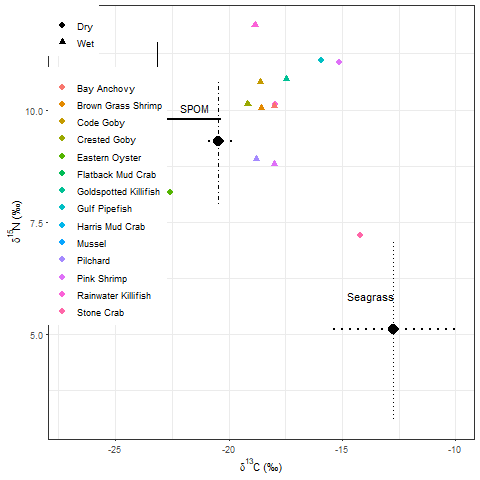 Dry
Wet
Bay Anchovy
Brown Grass Shrimp
Code Goby
Crested Goby
Eastern Oyster
Flatback Mud Crab
Goldspotted Killifish
Gulf Pipefish
Harris Mud Crab
Mussel
Pilchard
Pink Shrimp
Rainwater Killifish
Stone Crab
SPOM
Seagrass
10.0
7.5
5.0
δ¹⁵N (‰)
-25
-20
-15
-10
δ¹³C (‰)